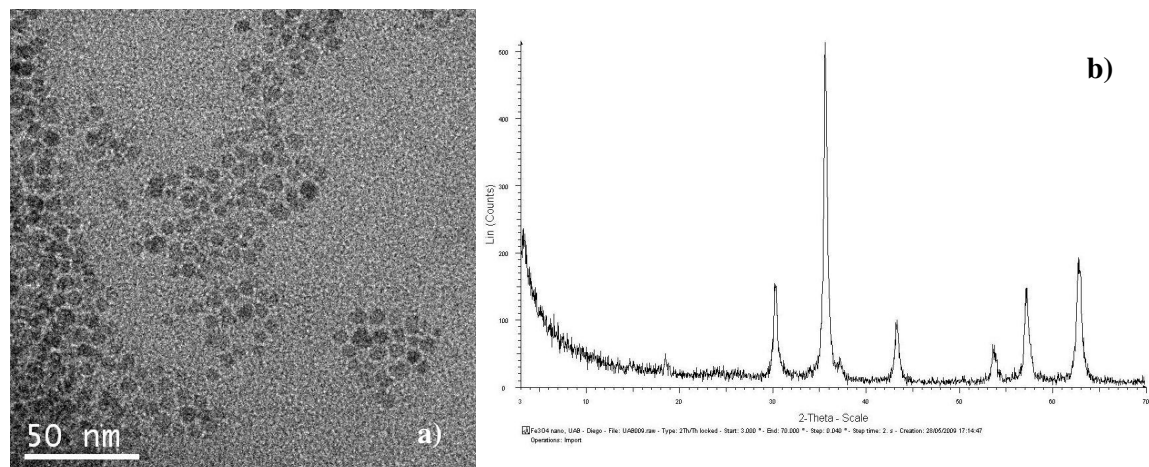 50 nm
a)
b)
Lin (Counts)
500
400
300
200
100
0
3 10 20 30 40 50 60 70
2-Theta - Scale
Fe3O4 nano, UAB - Diego - File: UAB009.raw - Type: 2Th/Th locked - Start: 3.000 ° - End: 70.000 ° - Step: 0.040 ° - Step time: 2. s - Creation: 28/05/2009 17:14:47
Operations: Import